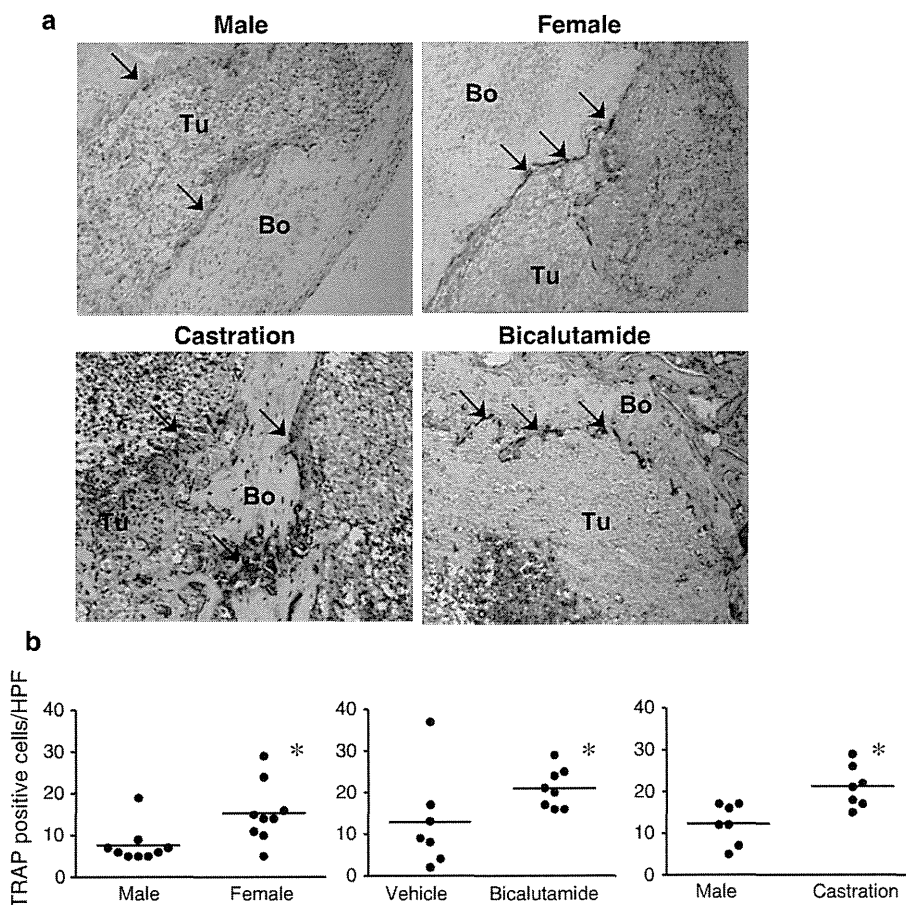 a
Male
Female
Tu
Bo
Bo
Tu
Castration
Bicalutamide
Tu
Bo
Bo
Tu
b
TRAP positive cells/HPF
40
30
20
10
0
*
Male
Female
40
30
20
10
0
*
Vehicle
Bicalutamide
40
30
20
10
0
*
Male
Castration